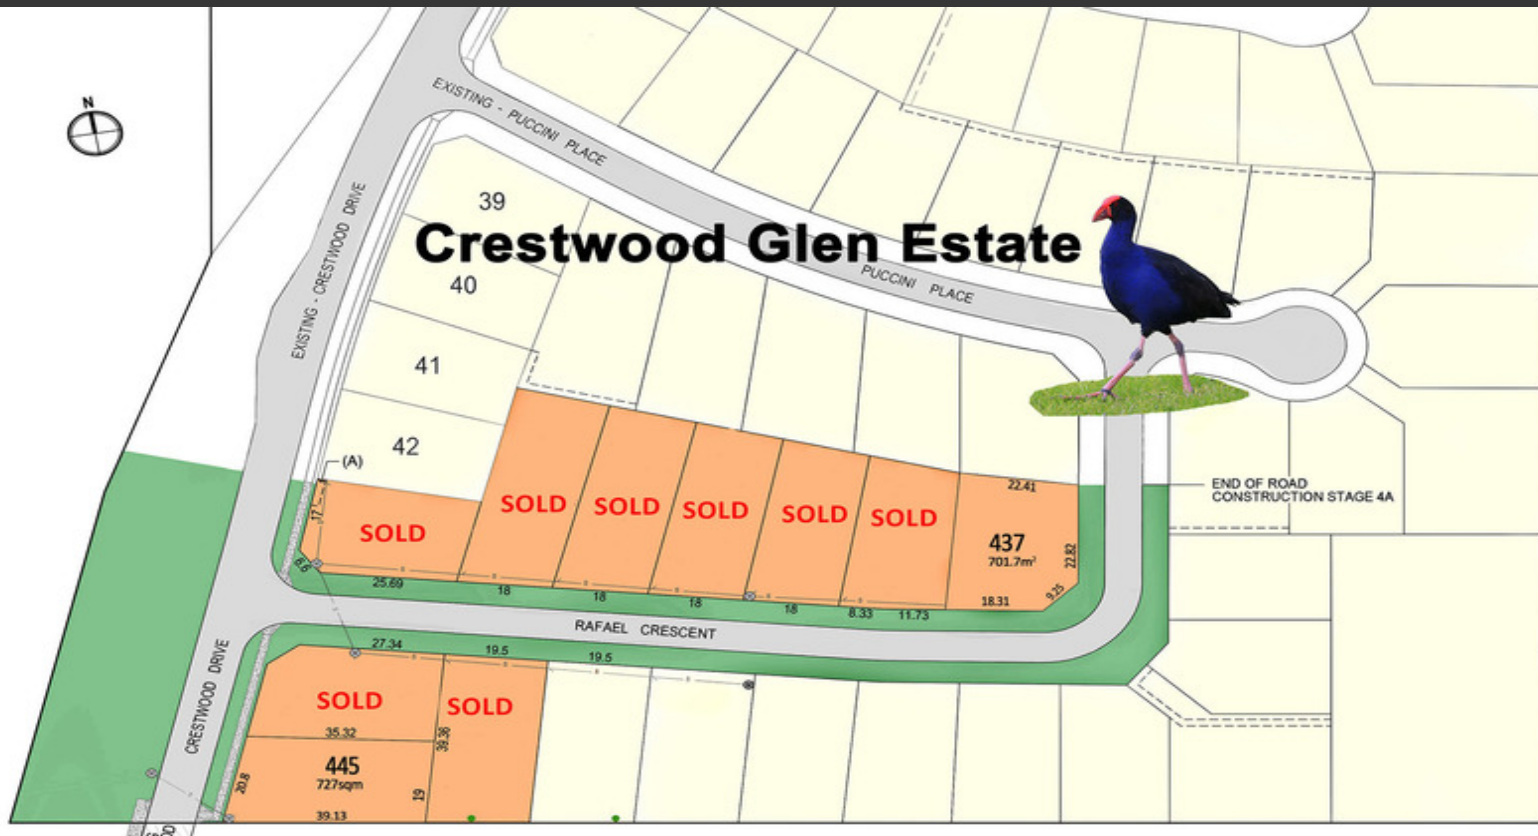 N
EXISTING - PUCCINI PLACE
39
Crestwood Glen Estate
EXISTING - CRESTWOOD DRIVE
40
PUCCINI PLACE
41
42
(A)
END OF ROAD
CONSTRUCTION STAGE 4A
22.41
SOLD
SOLD
SOLD
SOLD
SOLD
SOLD
17
437
701.7m²
22.82
6.6
25.69
18
18
18
18
8.33
11.73
18.31
9.25
RAFAEL CRESCENT
27.34
19.5
19.5
CRESTWOOD DRIVE
SOLD
SOLD
35.32
39.36
445
727sqm
20.8
19
39.13